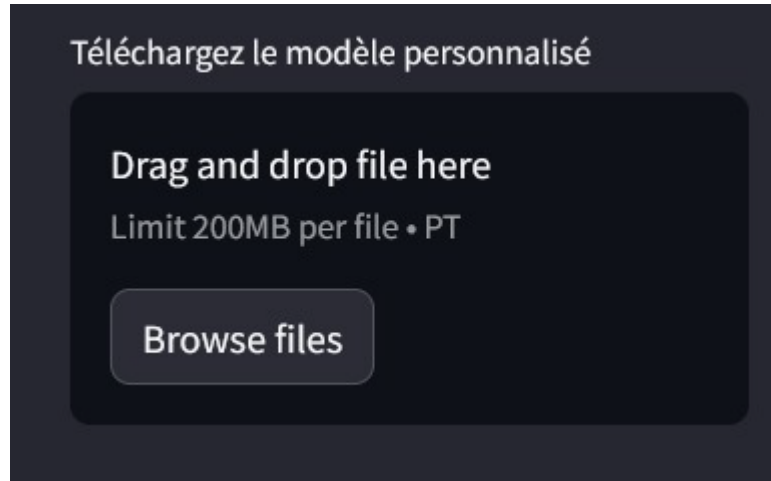 Téléchargez le modèle personnalisé
Drag and drop file here
Limit 200MB per file • PT
Browse files